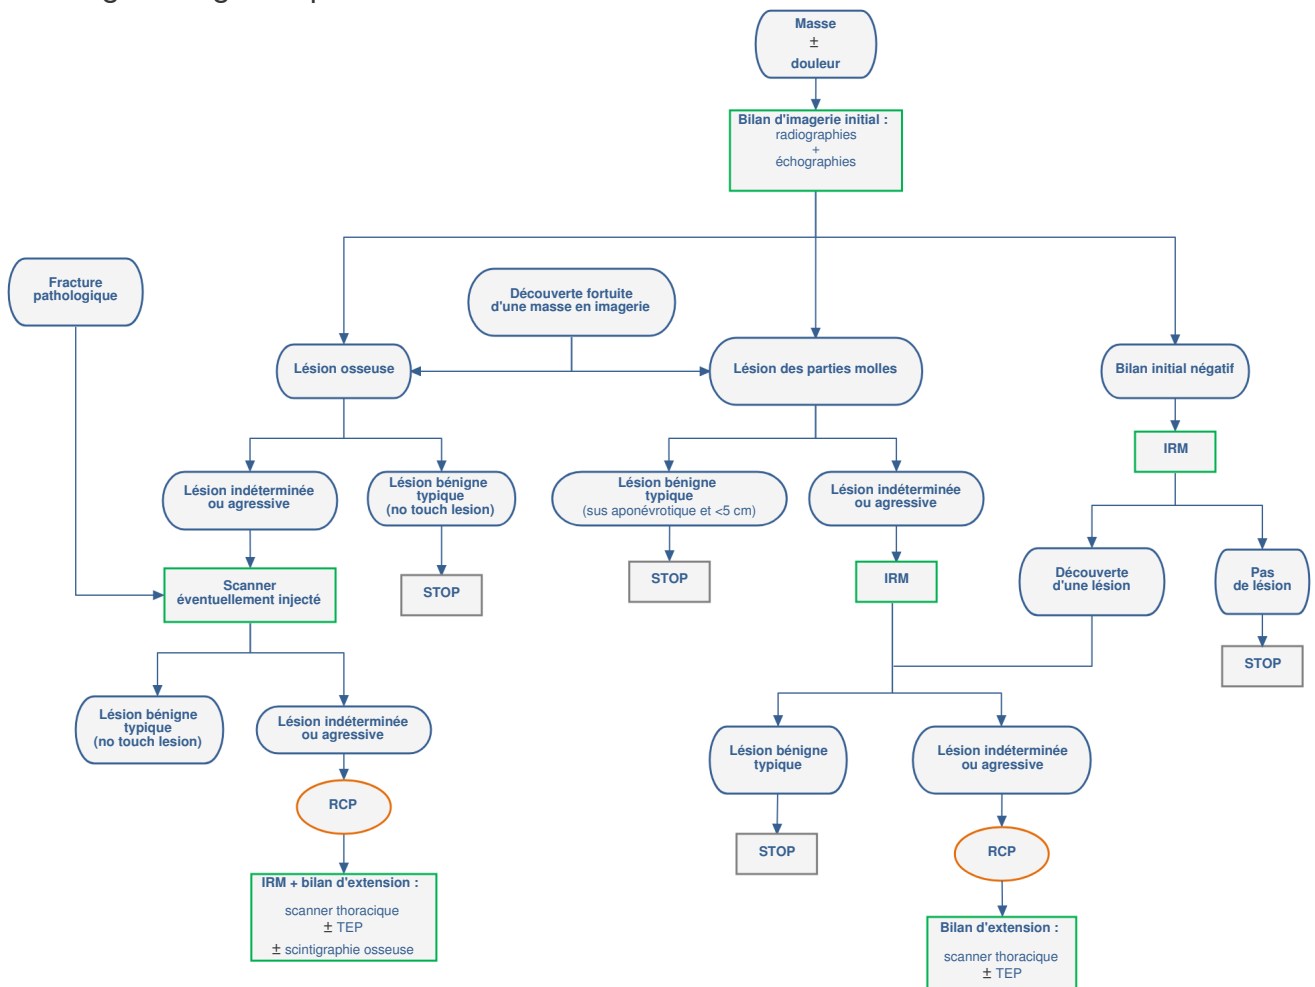 Masse
±
douleur
Bilan d'imagerie initial :
radiographies
+
échographies
Fracture
pathologique
Découverte fortuite
d'une masse en imagerie
Lésion osseuse
Lésion des parties molles
Bilan initial négatif
IRM
Lésion indéterminée
ou agressive
Lésion bénigne
typique
(no touch lesion)
Lésion bénigne
typique
(sus aponévrotique et <5 cm)
Lésion indéterminée
ou agressive
Scanner
éventuellement injecté
STOP
STOP
IRM
Découverte
d'une lésion
Pas
de lésion
STOP
Lésion bénigne
typique
(no touch lesion)
Lésion indéterminée
ou agressive
Lésion bénigne
typique
Lésion indéterminée
ou agressive
RCP
STOP
RCP
IRM + bilan d'extension :
scanner thoracique
± TEP
± scintigraphie osseuse
Bilan d'extension :
scanner thoracique
± TEP